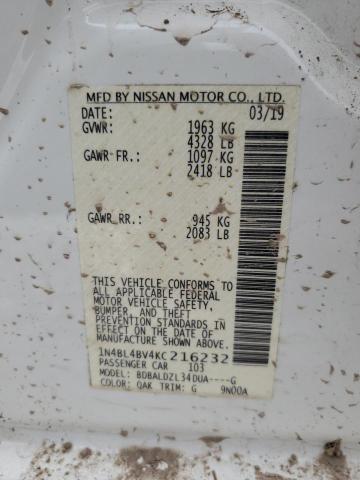 MFD BY NISSAN MOTOR CO., LTD.
DATE: 03/19
GVWR: 1963 KG
4328 LB
GAWR FR.: 1097 KG
2418 LB
GAWR RR.: 945 KG
2083 LB
THIS VEHICLE CONFORMS TO
ALL APPLICABLE FEDERAL
MOTOR VEHICLE SAFETY,
BUMPER, AND THEFT
PREVENTION STANDARDS IN
EFFECT ON THE DATE OF
MANUFACTURE SHOWN ABOVE.
1N4BL4BV4KC216232
PASSENGER CAR 103
MODEL: BDBALDZL34DUA----G
COLOR: QAK TRIM: G 9N00A